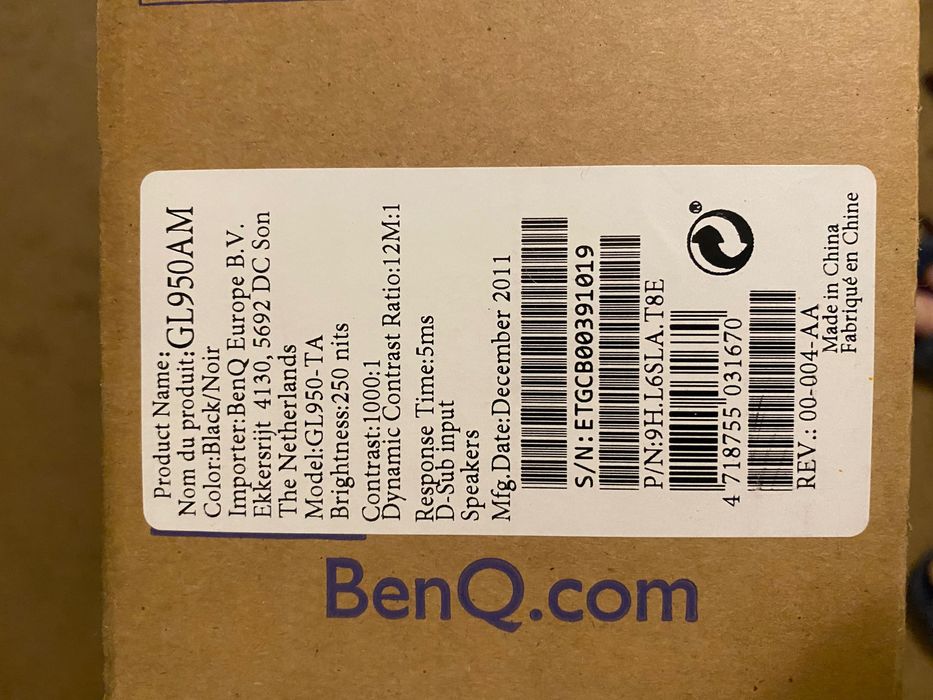 Product Name:
Nom du produit:GL950AM
Color:Black/Noir
Importer:BenQ Europe B.V.
Ekkersrijt 4130, 5692 DC Son
The Netherlands
Model:GL950-TA
Brightness:250 nits
Contrast:1000:1
Dynamic Contrast Ratio:12M:1
Response Time:5ms
D-Sub input
Speakers
Mfg.Date:December 2011
S/N:ETGCB00391019
P/N:9H.L6SLA.T8E
4 718755 031670
REV.: 00-004-AA
®
Made in China
Fabriqué en Chine
BenQ.com